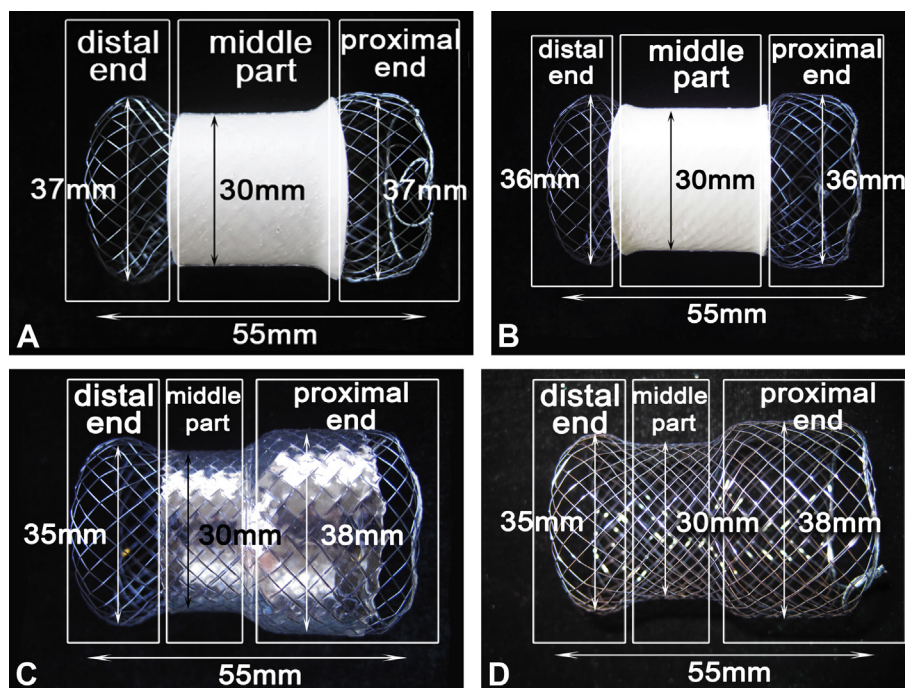 distal
end
middle
part
proximal
end
37mm
30mm
37mm
55mm
A
distal
end
middle
part
proximal
end
36mm
30mm
36mm
55mm
B
distal
end
middle
part
proximal
end
35mm
30mm
38mm
55mm
C
distal
end
middle
part
proximal
end
35mm
30mm
38mm
55mm
D